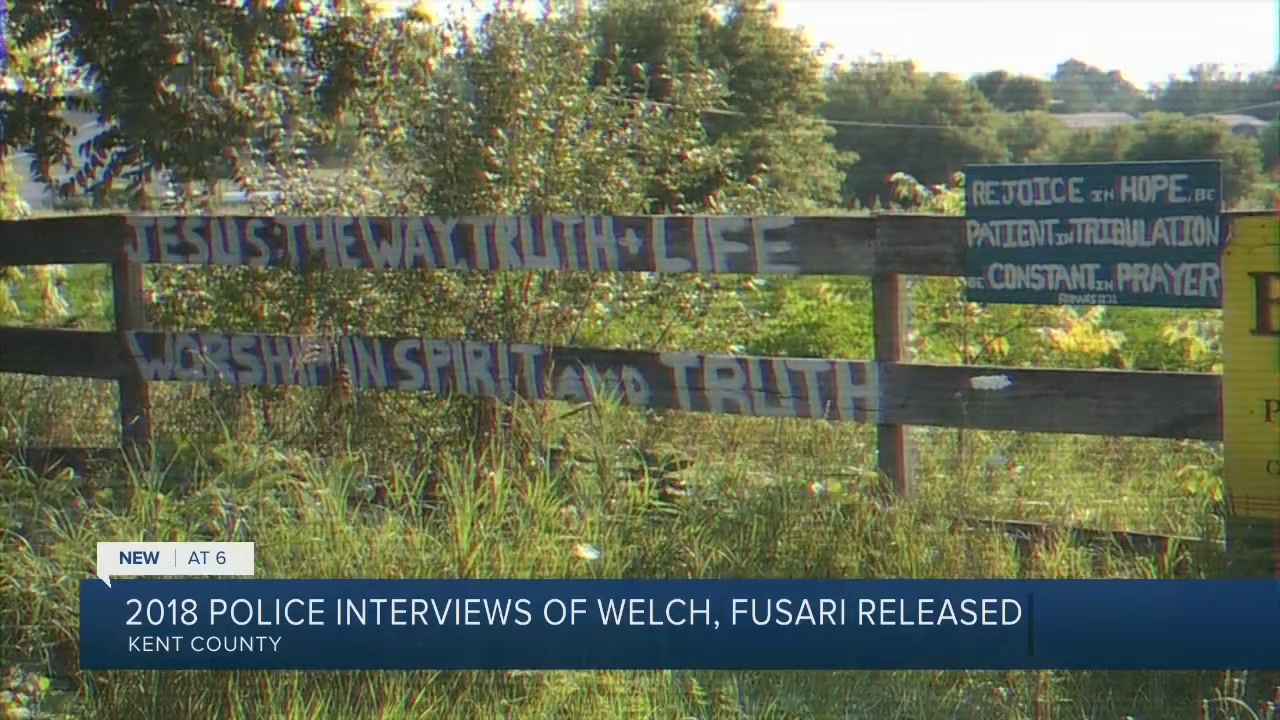 JESUS: THE WAY, TRUTH + LIFE
WORSHIP IN SPIRIT AND TRUTH
REJOICE IN HOPE, BE
PATIENT IN TRIBULATION
BE CONSTANT IN PRAYER
NEW | AT 6
2018 POLICE INTERVIEWS OF WELCH, FUSARI RELEASED
KENT COUNTY